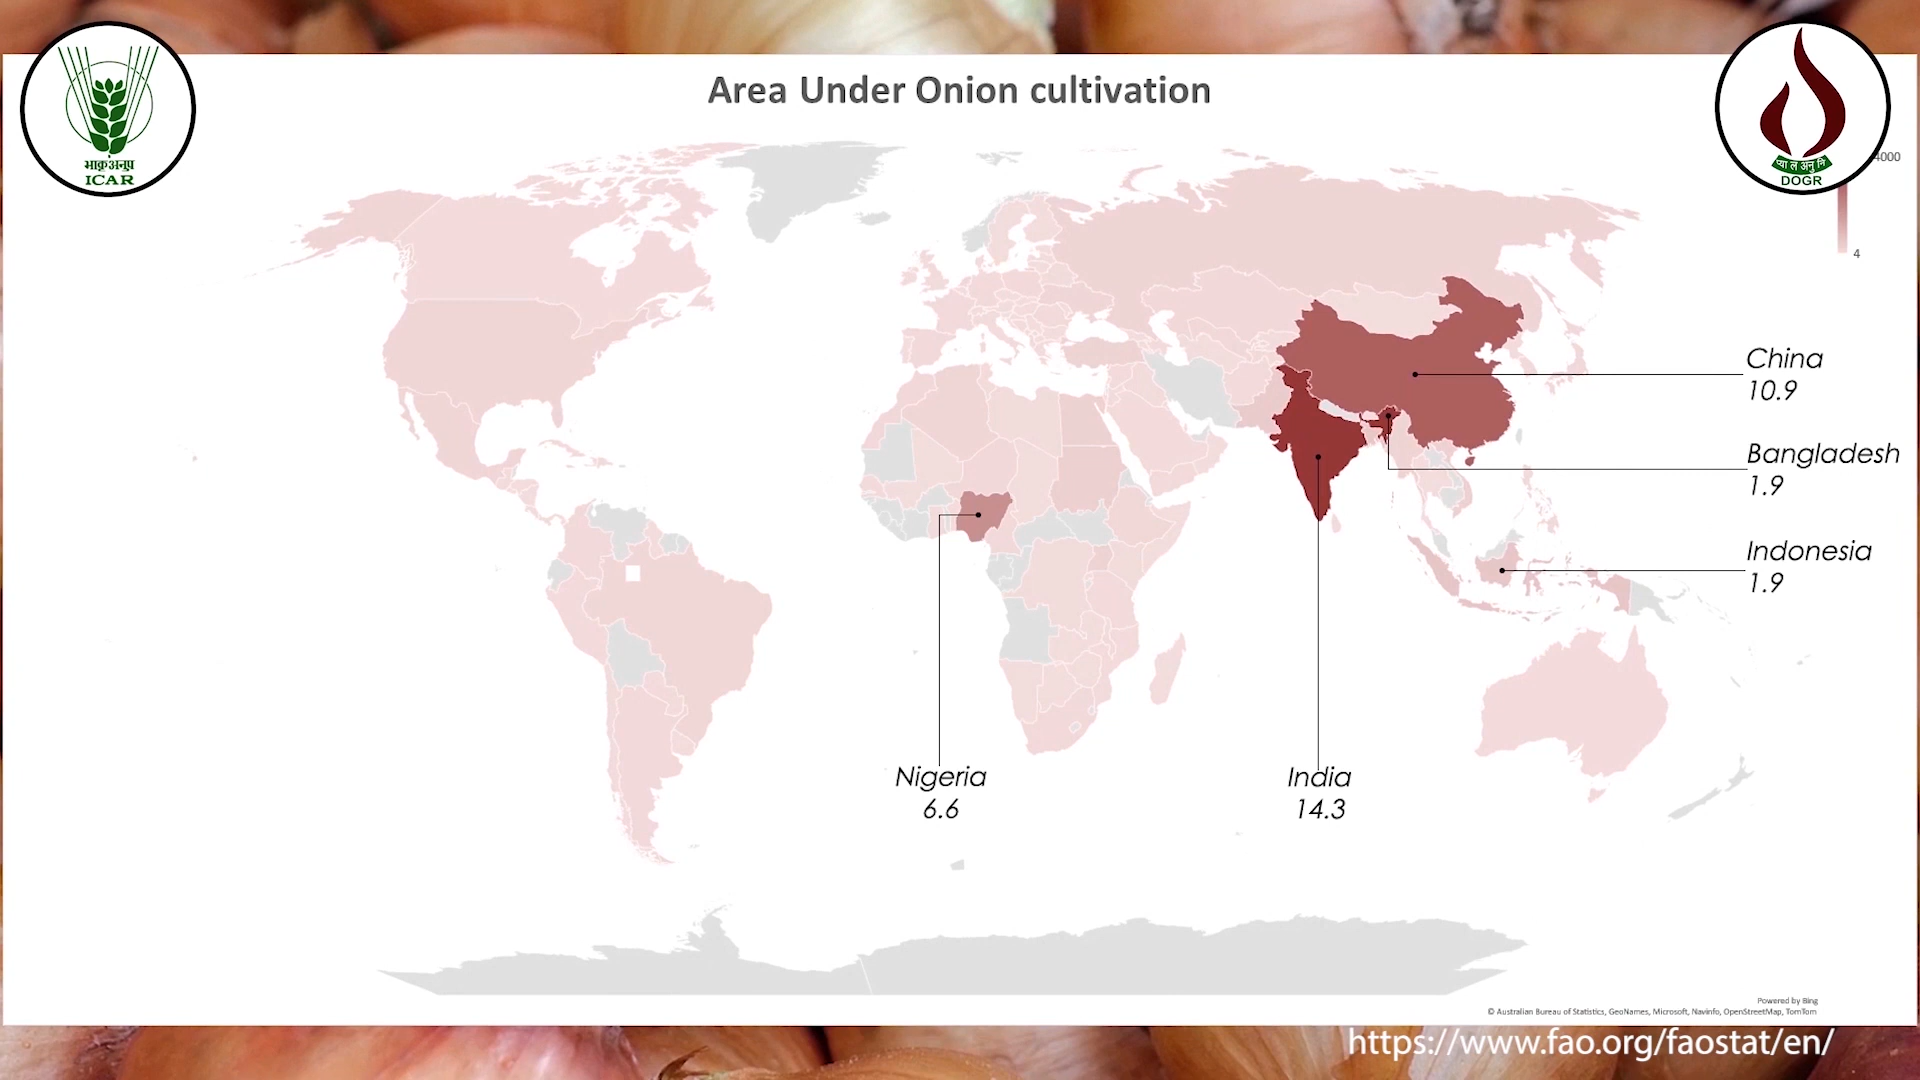 Area Under Onion cultivation
भाकृअनुप
ICAR
प्या ल अनु नि
DOGR
4000
4
China
10.9
Bangladesh
1.9
Indonesia
1.9
Nigeria
6.6
India
14.3
Powered by Bing
© Australian Bureau of Statistics, GeoNames, Microsoft, Navinfo, OpenStreetMap, TomTom
https://www.fao.org/faostat/en/